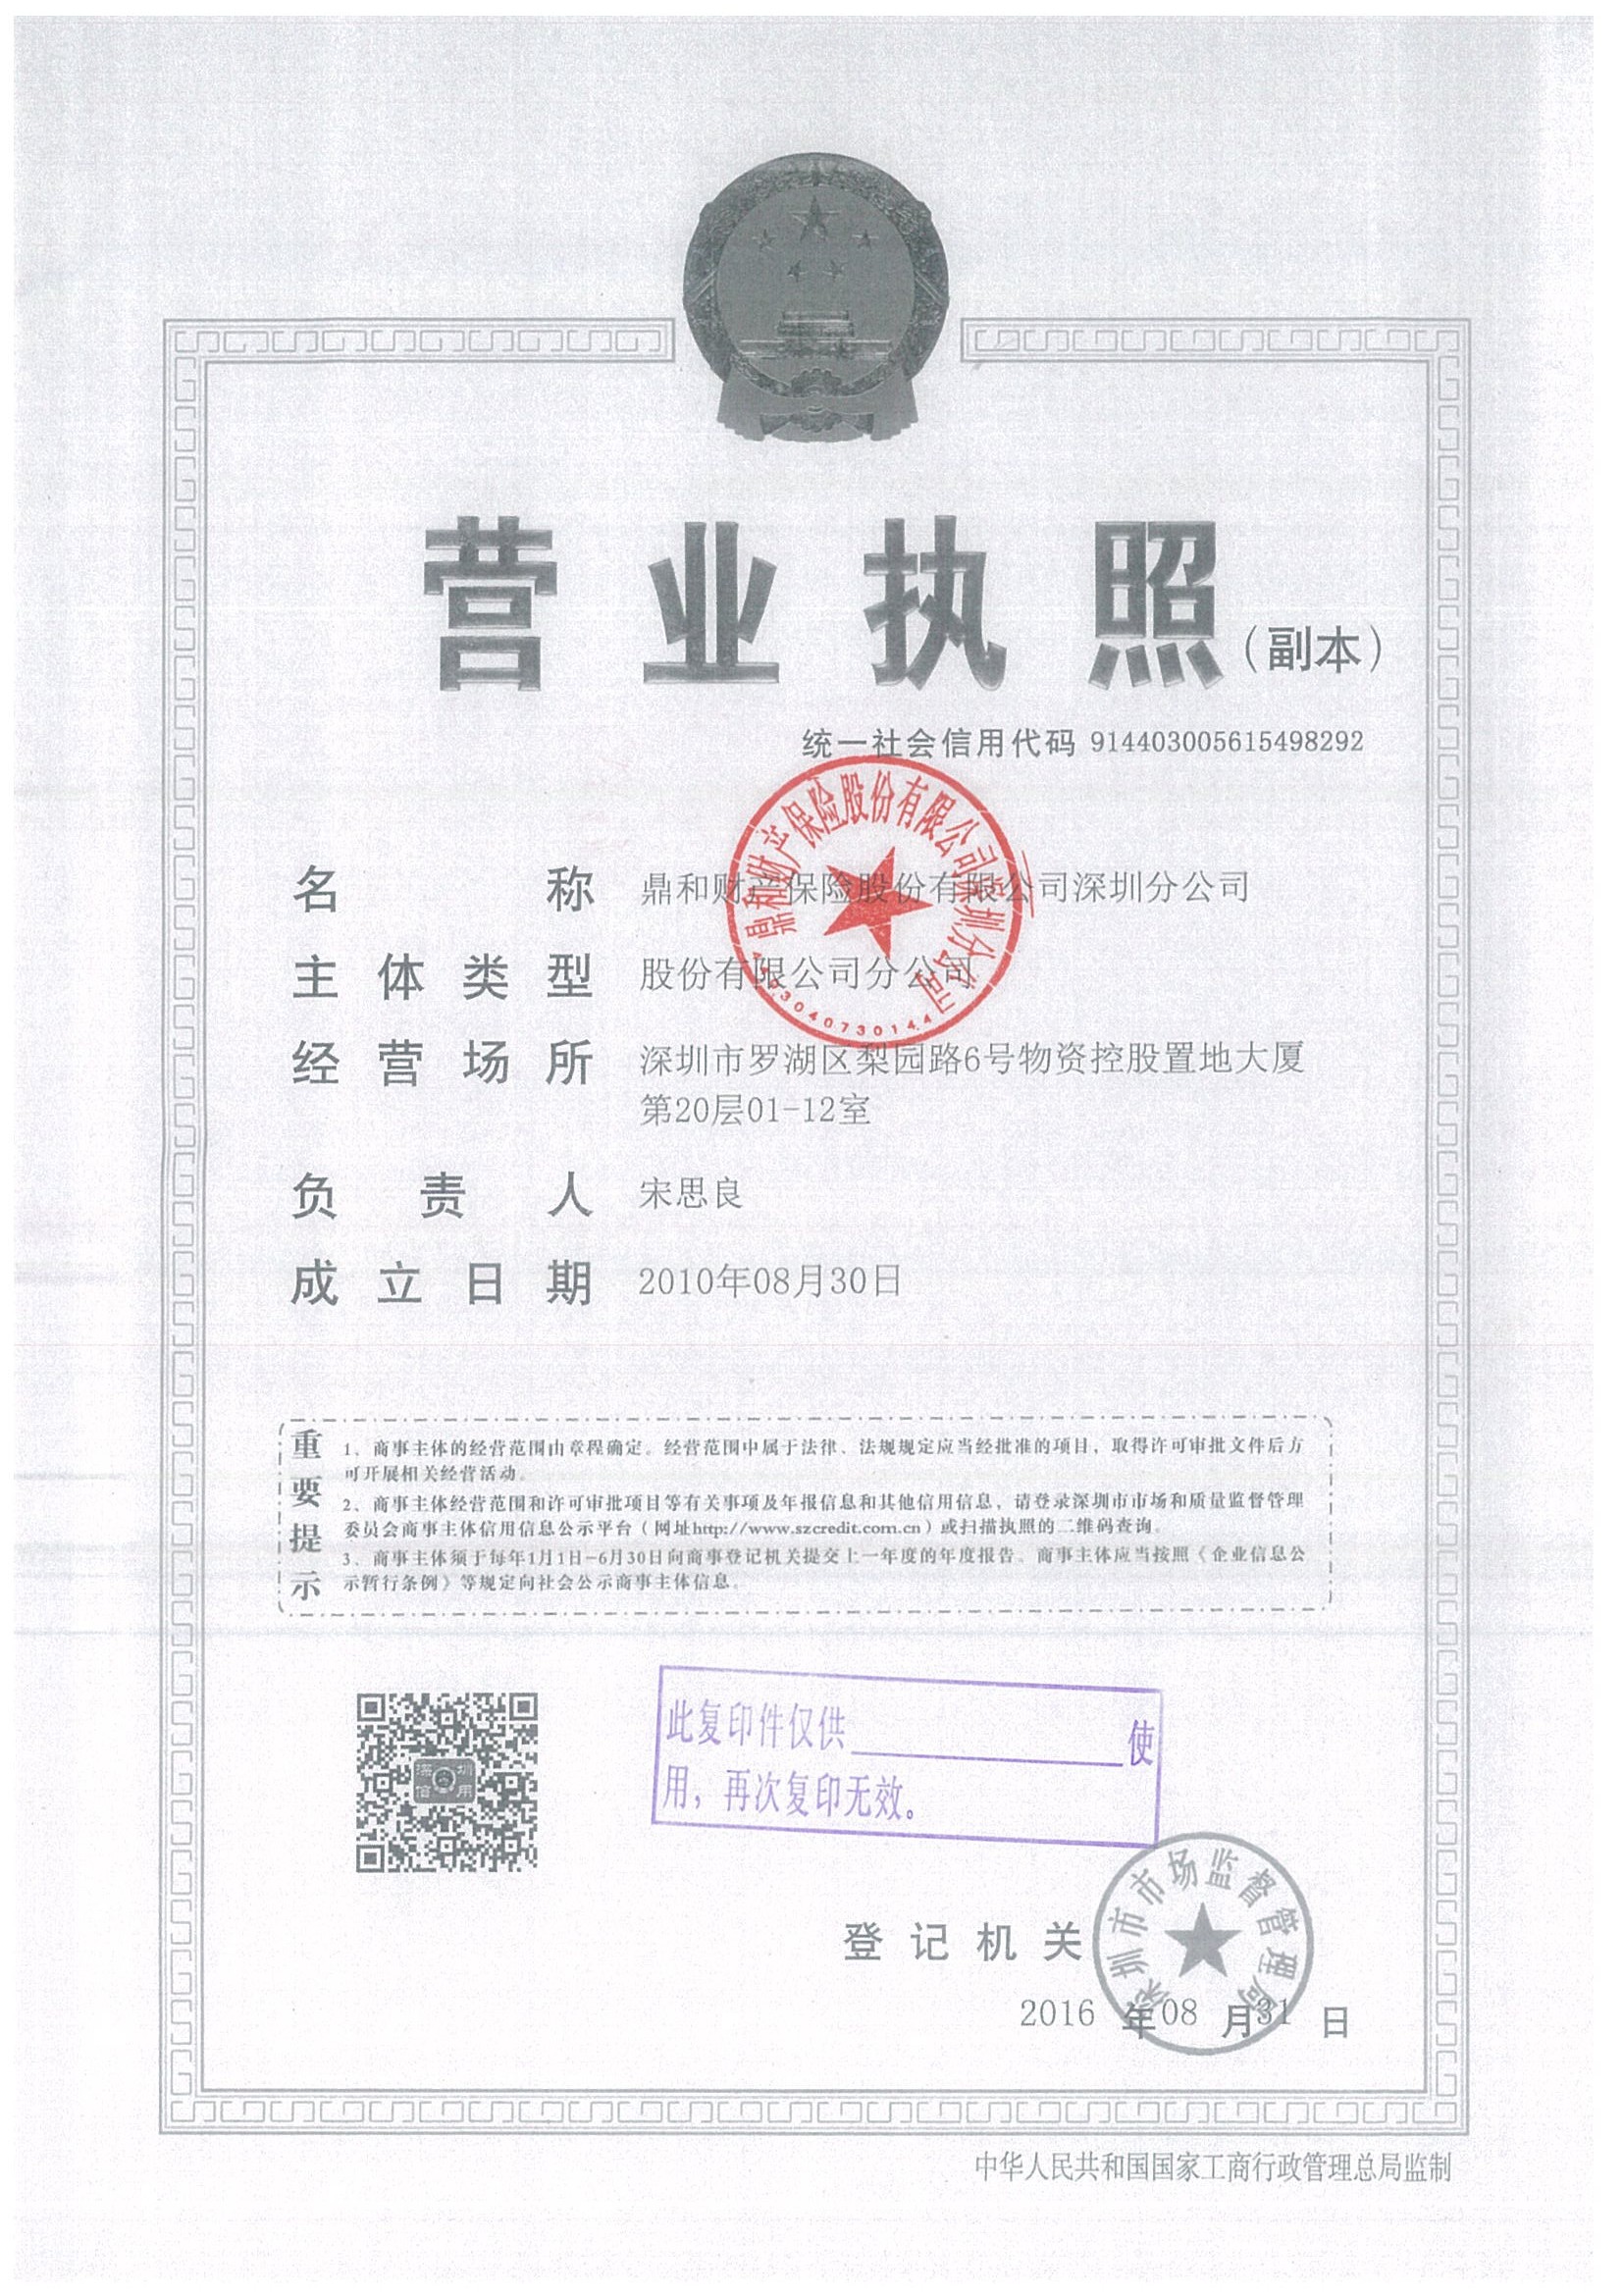 营业执照（副本）
统一社会信用代码 914403005615498292
名称 鼎和财产保险股份有限公司深圳分公司
主体类型 股份有限公司分公司
经营场所 深圳市罗湖区梨园路6号物资控股置地大厦
第20层01-12室
负责人 宋思良
成立日期 2010年08月30日
鼎和财产保险股份有限公司深圳分公司
重要提示
1、商事主体的经营范围由章程确定。经营范围中属于法律、法规规定应当经批准的项目，取得许可审批文件后方
可开展相关经营活动。
2、商事主体经营范围和许可审批项目等有关事项及年报信息和其他信用信息，请登录深圳市市场和质量监督管理
委员会商事主体信用信息公示平台（网址http://www.szcredit.com.cn）或扫描执照的二维码查询。
3、商事主体须于每年1月1日-6月30日向商事登记机关提交上一年度的年度报告。商事主体应当按照《企业信息公
示暂行条例》等规定向社会公示商事主体信息。
深圳
信用
此复印件仅供 使
用，再次复印无效。
登记机关
深圳市市场监督管理局
2016 年08 月31 日
中华人民共和国国家工商行政管理总局监制